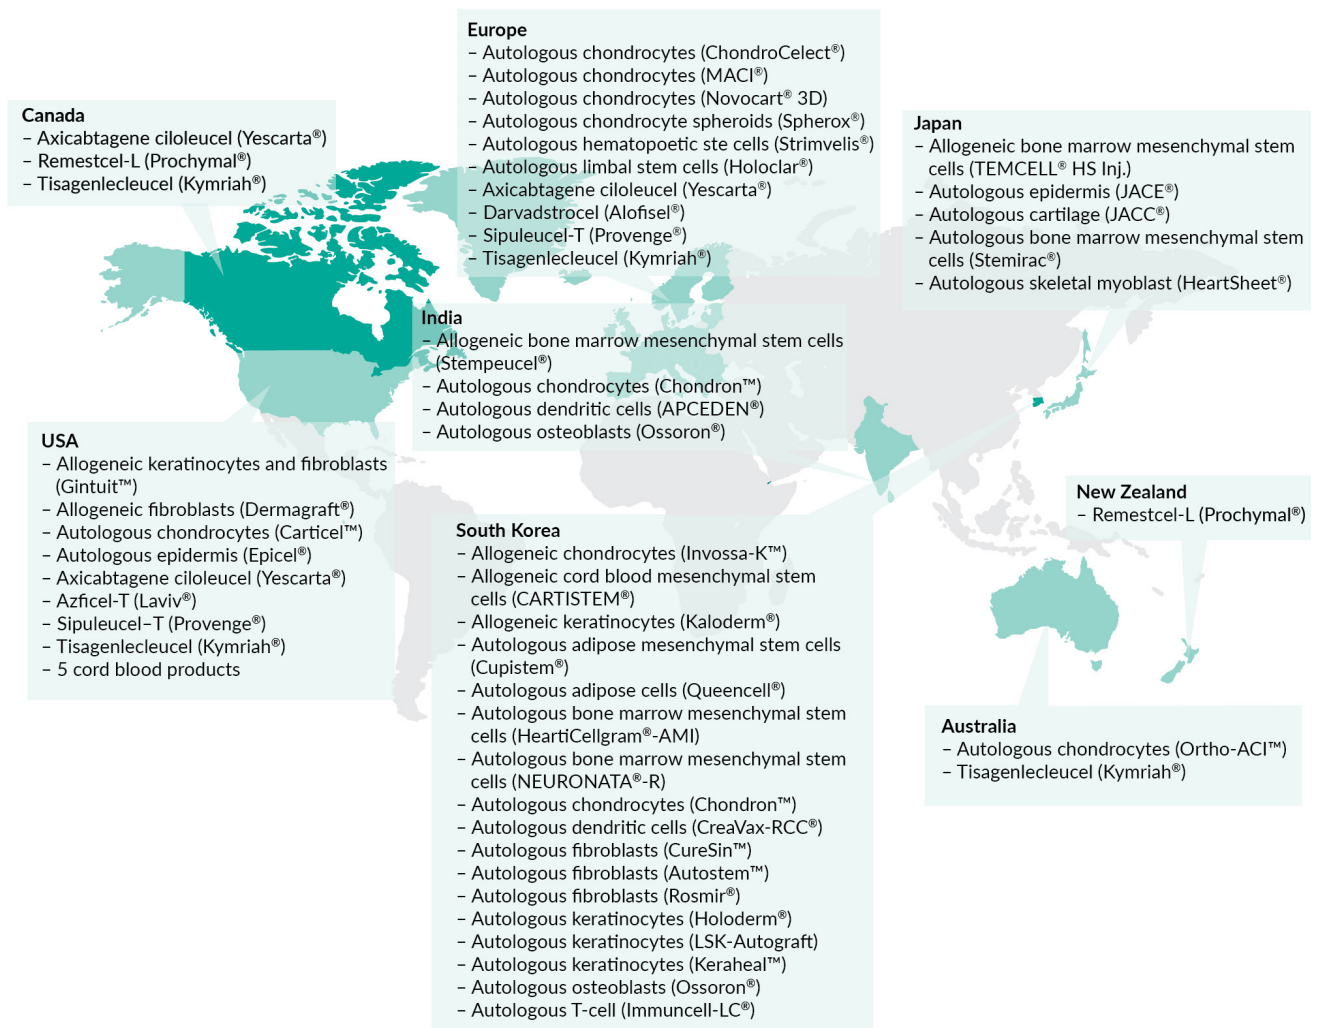 Europe
– Autologous chondrocytes (ChondroCelect®)
– Autologous chondrocytes (MACI®)
– Autologous chondrocytes (Novocart® 3D)
– Autologous chondrocyte spheroids (Spherox®)
– Autologous hematopoetic ste cells (Strimvelis®)
– Autologous limbal stem cells (Holoclar®)
– Axicabtagene ciloleucel (Yescarta®)
– Darvadstrocel (Alofisel®)
– Sipuleucel-T (Provenge®)
– Tisagenlecleucel (Kymriah®)
Canada
– Axicabtagene ciloleucel (Yescarta®)
– Remestcel-L (Prochymal®)
– Tisagenlecleucel (Kymriah®)
Japan
– Allogeneic bone marrow mesenchymal stem
cells (TEMCELL® HS Inj.)
– Autologous epidermis (JACE®)
– Autologous cartilage (JACC®)
– Autologous bone marrow mesenchymal stem
cells (Stemirac®)
– Autologous skeletal myoblast (HeartSheet®)
India
– Allogeneic bone marrow mesenchymal stem cells
(Stempeucel®)
– Autologous chondrocytes (Chondron™)
– Autologous dendritic cells (APCEDEN®)
– Autologous osteoblasts (Ossoron®)
USA
– Allogeneic keratinocytes and fibroblasts
(Gintuit™)
– Allogeneic fibroblasts (Dermagraft®)
– Autologous chondrocytes (Carticel™)
– Autologous epidermis (Epicel®)
– Axicabtagene ciloleucel (Yescarta®)
– Azficel-T (Laviv®)
– Sipuleucel–T (Provenge®)
– Tisagenlecleucel (Kymriah®)
– 5 cord blood products
New Zealand
– Remestcel-L (Prochymal®)
South Korea
– Allogeneic chondrocytes (Invossa-K™)
– Allogeneic cord blood mesenchymal stem
cells (CARTISTEM®)
– Allogeneic keratinocytes (Kaloderm®)
– Autologous adipose mesenchymal stem cells
(Cupistem®)
– Autologous adipose cells (Queencell®)
– Autologous bone marrow mesenchymal stem
cells (HeartiCellgram®-AMI)
– Autologous bone marrow mesenchymal stem
cells (NEURONATA®-R)
– Autologous chondrocytes (Chondron™)
– Autologous dendritic cells (CreaVax-RCC®)
– Autologous fibroblasts (CureSin™)
– Autologous fibroblasts (Autostem™)
– Autologous fibroblasts (Rosmir®)
– Autologous keratinocytes (Holoderm®)
– Autologous keratinocytes (LSK-Autograft)
– Autologous keratinocytes (Keraheal™)
– Autologous osteoblasts (Ossoron®)
– Autologous T-cell (Immuncell-LC®)
Australia
– Autologous chondrocytes (Ortho-ACI™)
– Tisagenlecleucel (Kymriah®)